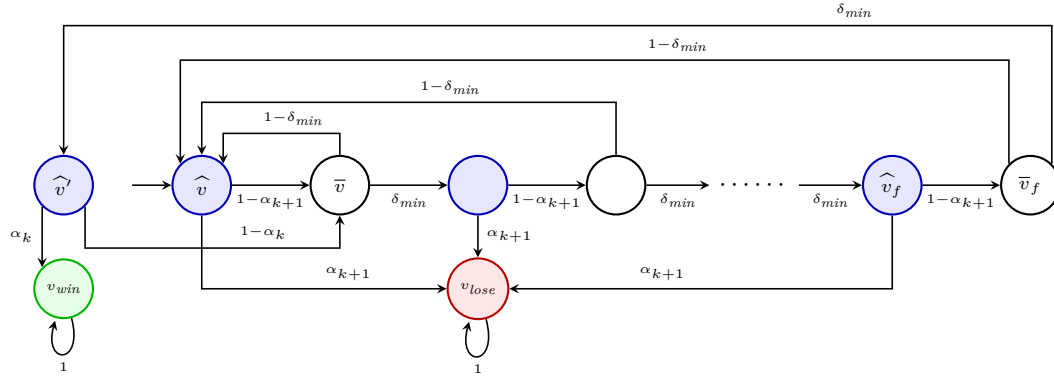 δ_min
1−δ_min
1−δ_min
1−δ_min
v̂′ v̂ v̄ v̂_f v̄_f
1−α_{k+1} δ_min 1−α_{k+1} δ_min ······ δ_min 1−α_{k+1}
α_k 1−α_k α_{k+1}
α_{k+1} α_{k+1}
v_win v_lose
1 1